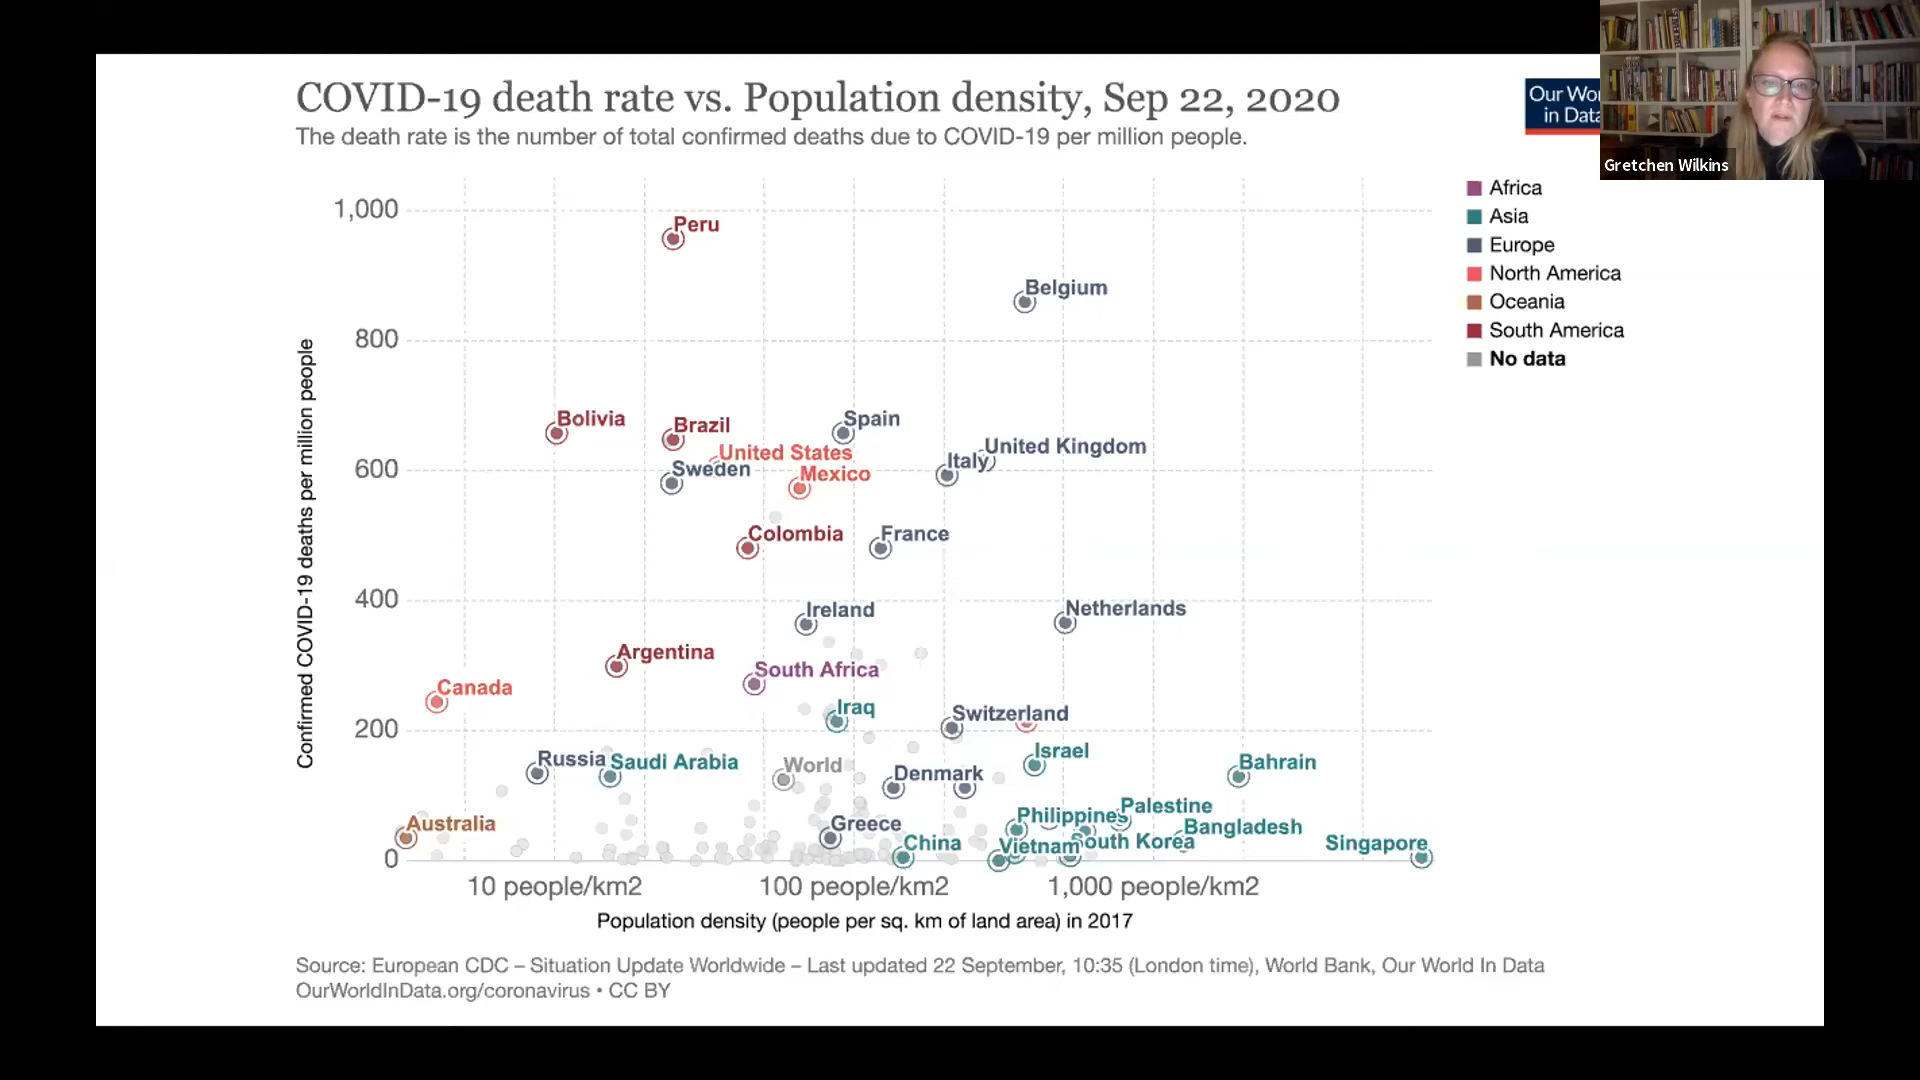 COVID-19 death rate vs. Population density, Sep 22, 2020
The death rate is the number of total confirmed deaths due to COVID-19 per million people.
Our Wo
in Data
Gretchen Wilkins
Africa
Asia
Europe
North America
Oceania
South America
No data
Confirmed COVID-19 deaths per million people
1,000
800
600
400
200
0
Peru
Belgium
Bolivia
Brazil
Spain
United States
United Kingdom
Italy
Sweden
Mexico
Colombia
France
Ireland
Netherlands
Argentina
South Africa
Canada
Iraq
Switzerland
Israel
Russia
Saudi Arabia
World
Denmark
Bahrain
Australia
Greece
Philippines
Palestine
Bangladesh
China
Vietnam
South Korea
Singapore
10 people/km2
100 people/km2
1,000 people/km2
Population density (people per sq. km of land area) in 2017
Source: European CDC – Situation Update Worldwide – Last updated 22 September, 10:35 (London time), World Bank, Our World In Data
OurWorldInData.org/coronavirus • CC BY